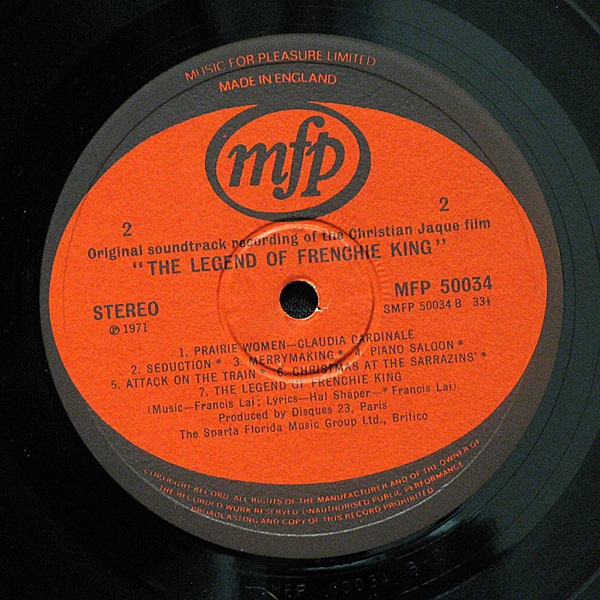 MUSIC FOR PLEASURE LIMITED
MADE IN ENGLAND
mfp
2 2
Original soundtrack recording of the Christian Jaque film
"THE LEGEND OF FRENCHIE KING"
STEREO
℗ 1971
MFP 50034
SMFP 50034 B 33⅓
1. PRAIRIE WOMEN—CLAUDIA CARDINALE
2. SEDUCTION * 3. MERRYMAKING * 4. PIANO SALOON *
5. ATTACK ON THE TRAIN * 6. CHRISTMAS AT THE SARRAZINS' *
7. THE LEGEND OF FRENCHIE KING
(Music—Francis Lai; Lyrics—Hal Shaper—* Francis Lai)
Produced by Disques 23, Paris
The Sparta Florida Music Group Ltd., Britico
COPYRIGHT RECORD. ALL RIGHTS OF THE MANUFACTURER AND OF THE OWNER OF
THE RECORDED WORK RESERVED. UNAUTHORISED PUBLIC PERFORMANCE
BROADCASTING AND COPY OF THIS RECORD PROHIBITED